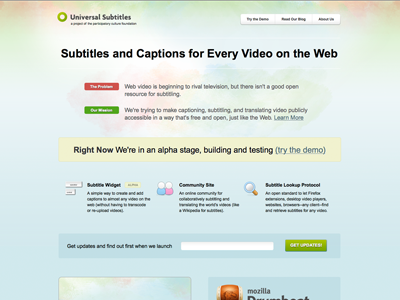 Universal Subtitles
a project of the participatory culture foundation
Try the Demo
Read Our Blog
About Us
Subtitles and Captions for Every Video on the Web
The Problem
Web video is beginning to rival television, but there isn't a good open
resource for subtitling.
Our Mission
We're trying to make captioning, subtitling, and translating video publicly
accessible in a way that's free and open, just like the Web. Learn More
Right Now We're in an alpha stage, building and testing (try the demo)
Subtitle Widget
A simple way to create and add
captions to almost any video on the
web (without having to transcode
or re-upload videos).
Community Site
An online community for
collaboratively subtitling and
translating the world's videos (like
a Wikipedia for subtitles).
Subtitle Lookup Protocol
An open standard to let Firefox
extensions, desktop video players,
websites, browsers--any client--find
and retrieve subtitles for any video.
Get updates and find out first when we launch
GET UPDATES!
mozilla
Drumbeat